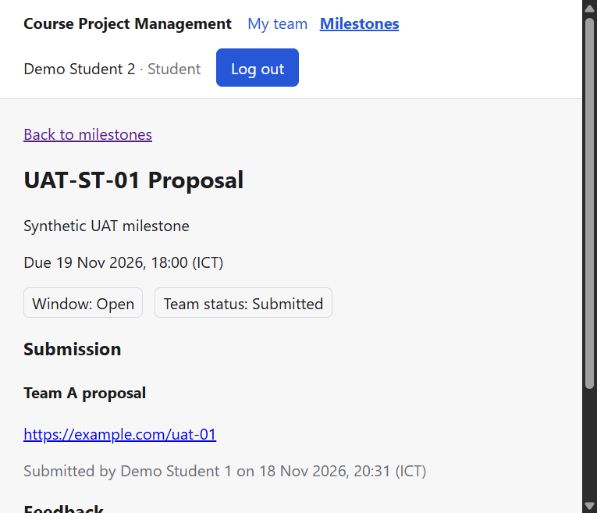 Course Project Management My team Milestones
Demo Student 2 · Student Log out
Back to milestones
UAT-ST-01 Proposal
Synthetic UAT milestone
Due 19 Nov 2026, 18:00 (ICT)
Window: Open Team status: Submitted
Submission
Team A proposal
https://example.com/uat-01
Submitted by Demo Student 1 on 18 Nov 2026, 20:31 (ICT)
Feedback